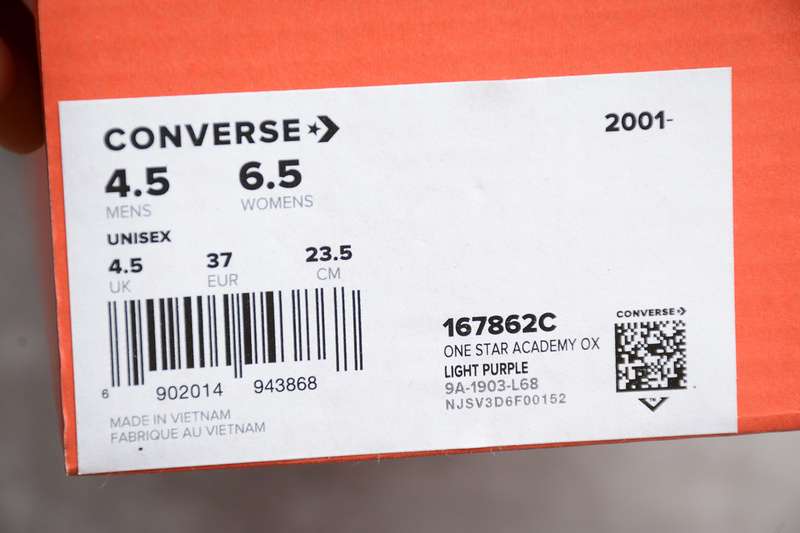 CONVERSE
2001-
4.5 6.5
MENS WOMENS
UNISEX
4.5 37 23.5
UK EUR CM
6 902014 943868
MADE IN VIETNAM
FABRIQUE AU VIETNAM
167862C
ONE STAR ACADEMY OX
LIGHT PURPLE
9A-1903-L68
NJSV3D6F00152
CONVERSE
TM